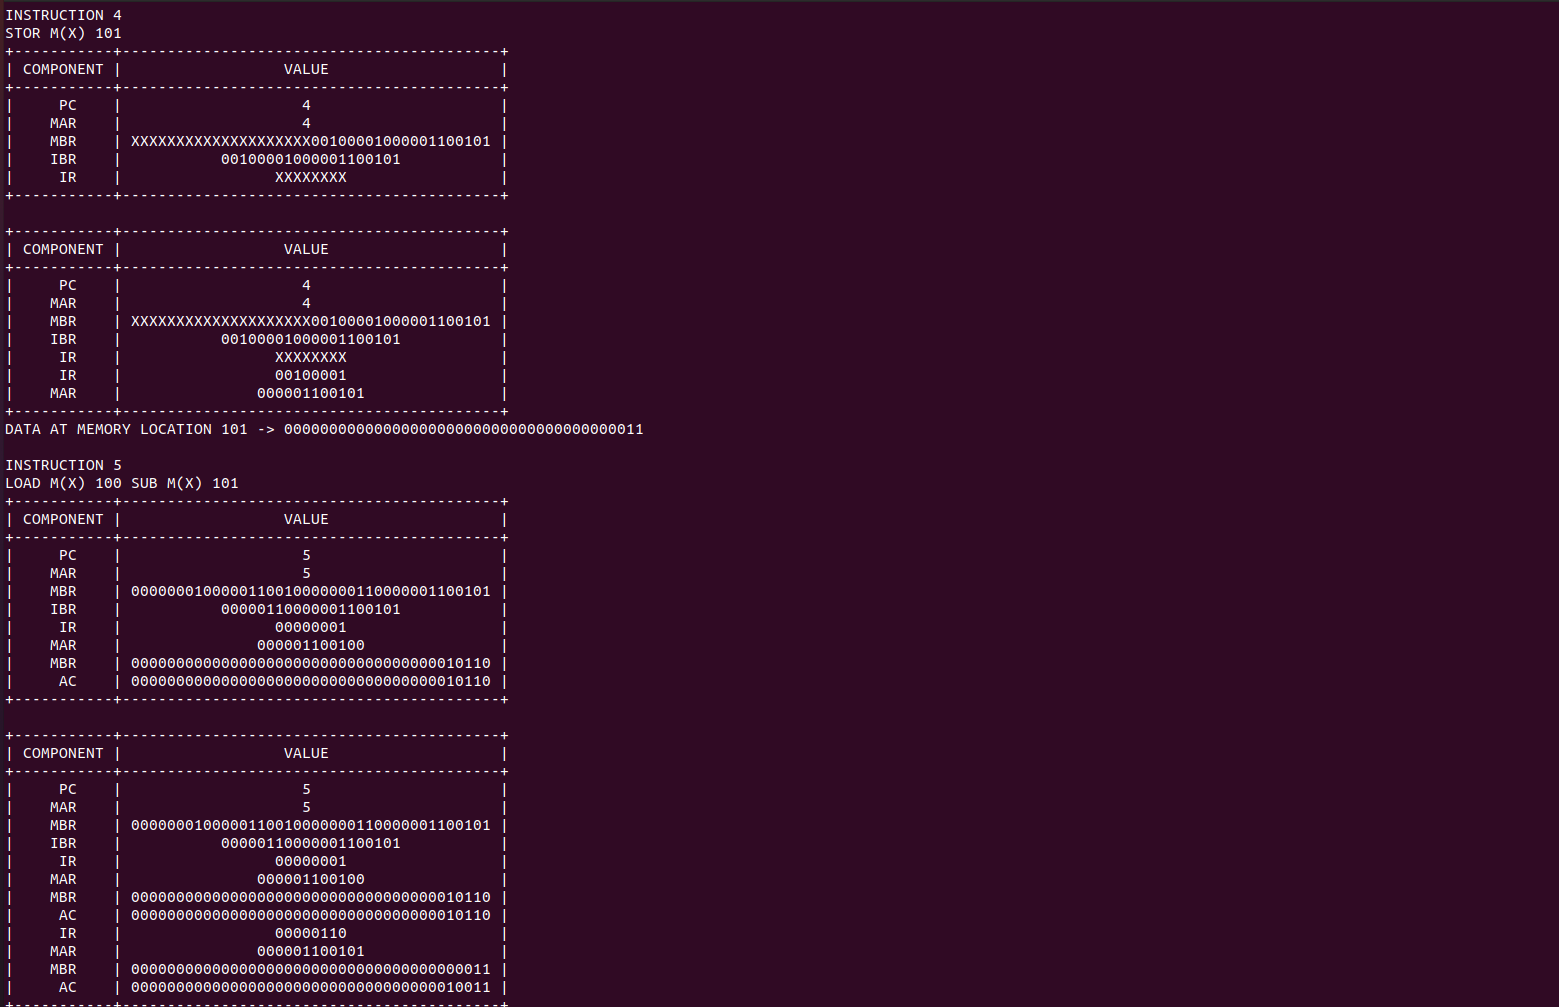 INSTRUCTION 4
STOR M(X) 101
+-----------+------------------------------------------+
| COMPONENT |                  VALUE                   |
+-----------+------------------------------------------+
|     PC    |                    4                     |
|    MAR    |                    4                     |
|    MBR    | XXXXXXXXXXXXXXXXXXXX00100001000001100101 |
|    IBR    |           00100001000001100101           |
|     IR    |                 XXXXXXXX                 |
+-----------+------------------------------------------+
+-----------+------------------------------------------+
| COMPONENT |                  VALUE                   |
+-----------+------------------------------------------+
|     PC    |                    4                     |
|    MAR    |                    4                     |
|    MBR    | XXXXXXXXXXXXXXXXXXXX00100001000001100101 |
|    IBR    |           00100001000001100101           |
|     IR    |                 XXXXXXXX                 |
|     IR    |                 00100001                 |
|    MAR    |               000001100101               |
+-----------+------------------------------------------+
DATA AT MEMORY LOCATION 101 -> 0000000000000000000000000000000000000011
INSTRUCTION 5
LOAD M(X) 100 SUB M(X) 101
+-----------+------------------------------------------+
| COMPONENT |                  VALUE                   |
+-----------+------------------------------------------+
|     PC    |                    5                     |
|    MAR    |                    5                     |
|    MBR    | 0000000100000110010000000110000001100101 |
|    IBR    |           00000110000001100101           |
|     IR    |                 00000001                 |
|    MAR    |               000001100100               |
|    MBR    | 0000000000000000000000000000000000010110 |
|     AC    | 0000000000000000000000000000000000010110 |
+-----------+------------------------------------------+
+-----------+------------------------------------------+
| COMPONENT |                  VALUE                   |
+-----------+------------------------------------------+
|     PC    |                    5                     |
|    MAR    |                    5                     |
|    MBR    | 0000000100000110010000000110000001100101 |
|    IBR    |           00000110000001100101           |
|     IR    |                 00000001                 |
|    MAR    |               000001100100               |
|    MBR    | 0000000000000000000000000000000000010110 |
|     AC    | 0000000000000000000000000000000000010110 |
|     IR    |                 00000110                 |
|    MAR    |               000001100101               |
|    MBR    | 0000000000000000000000000000000000000011 |
|     AC    | 0000000000000000000000000000000000010011 |
+-----------+------------------------------------------+